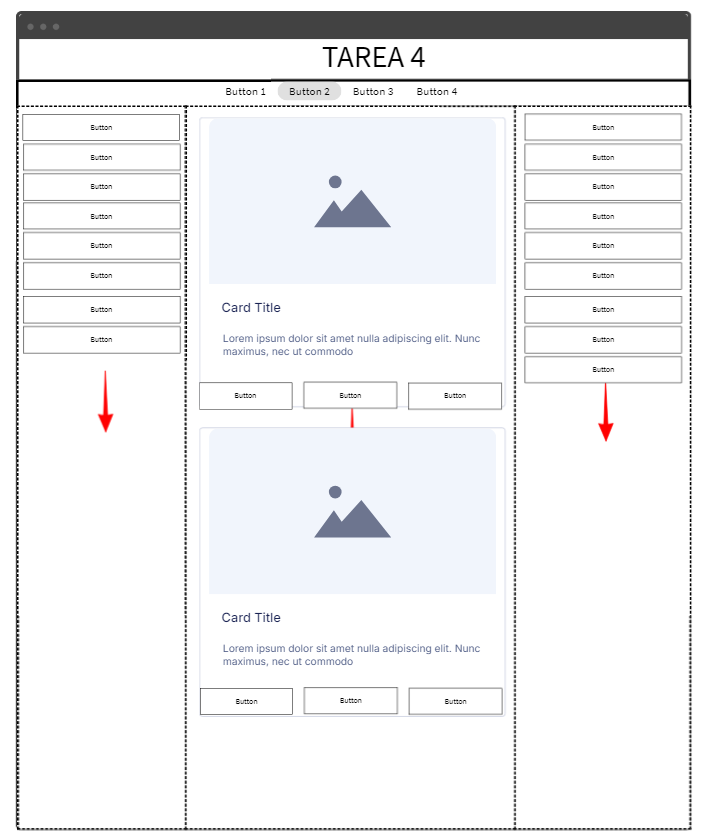 TAREA 4
Button 1 Button 2 Button 3 Button 4
Button
Button
Button
Button
Button
Button
Button
Button
Card Title
Lorem ipsum dolor sit amet nulla adipiscing elit. Nunc
maximus, nec ut commodo
Button Button Button
Card Title
Lorem ipsum dolor sit amet nulla adipiscing elit. Nunc
maximus, nec ut commodo
Button Button Button
Button
Button
Button
Button
Button
Button
Button
Button
Button